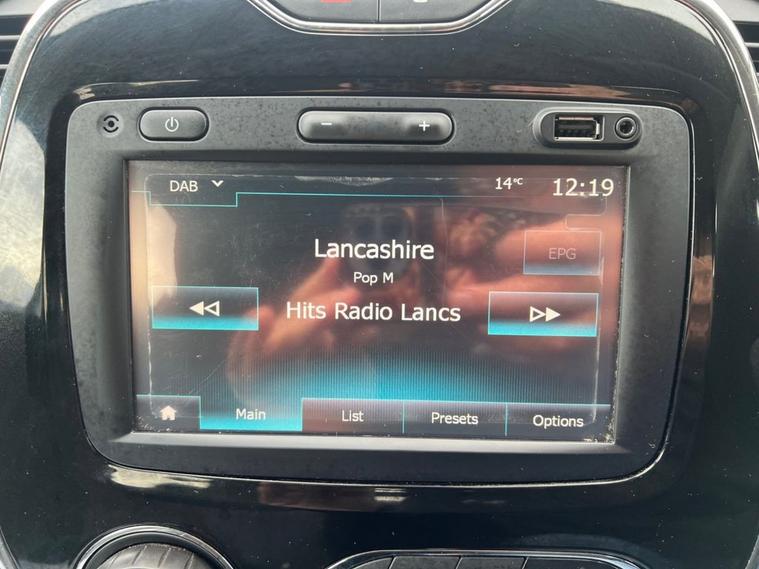 DAB 14°C 12:19
Lancashire
EPG
Pop M
Hits Radio Lancs
Main List Presets Options